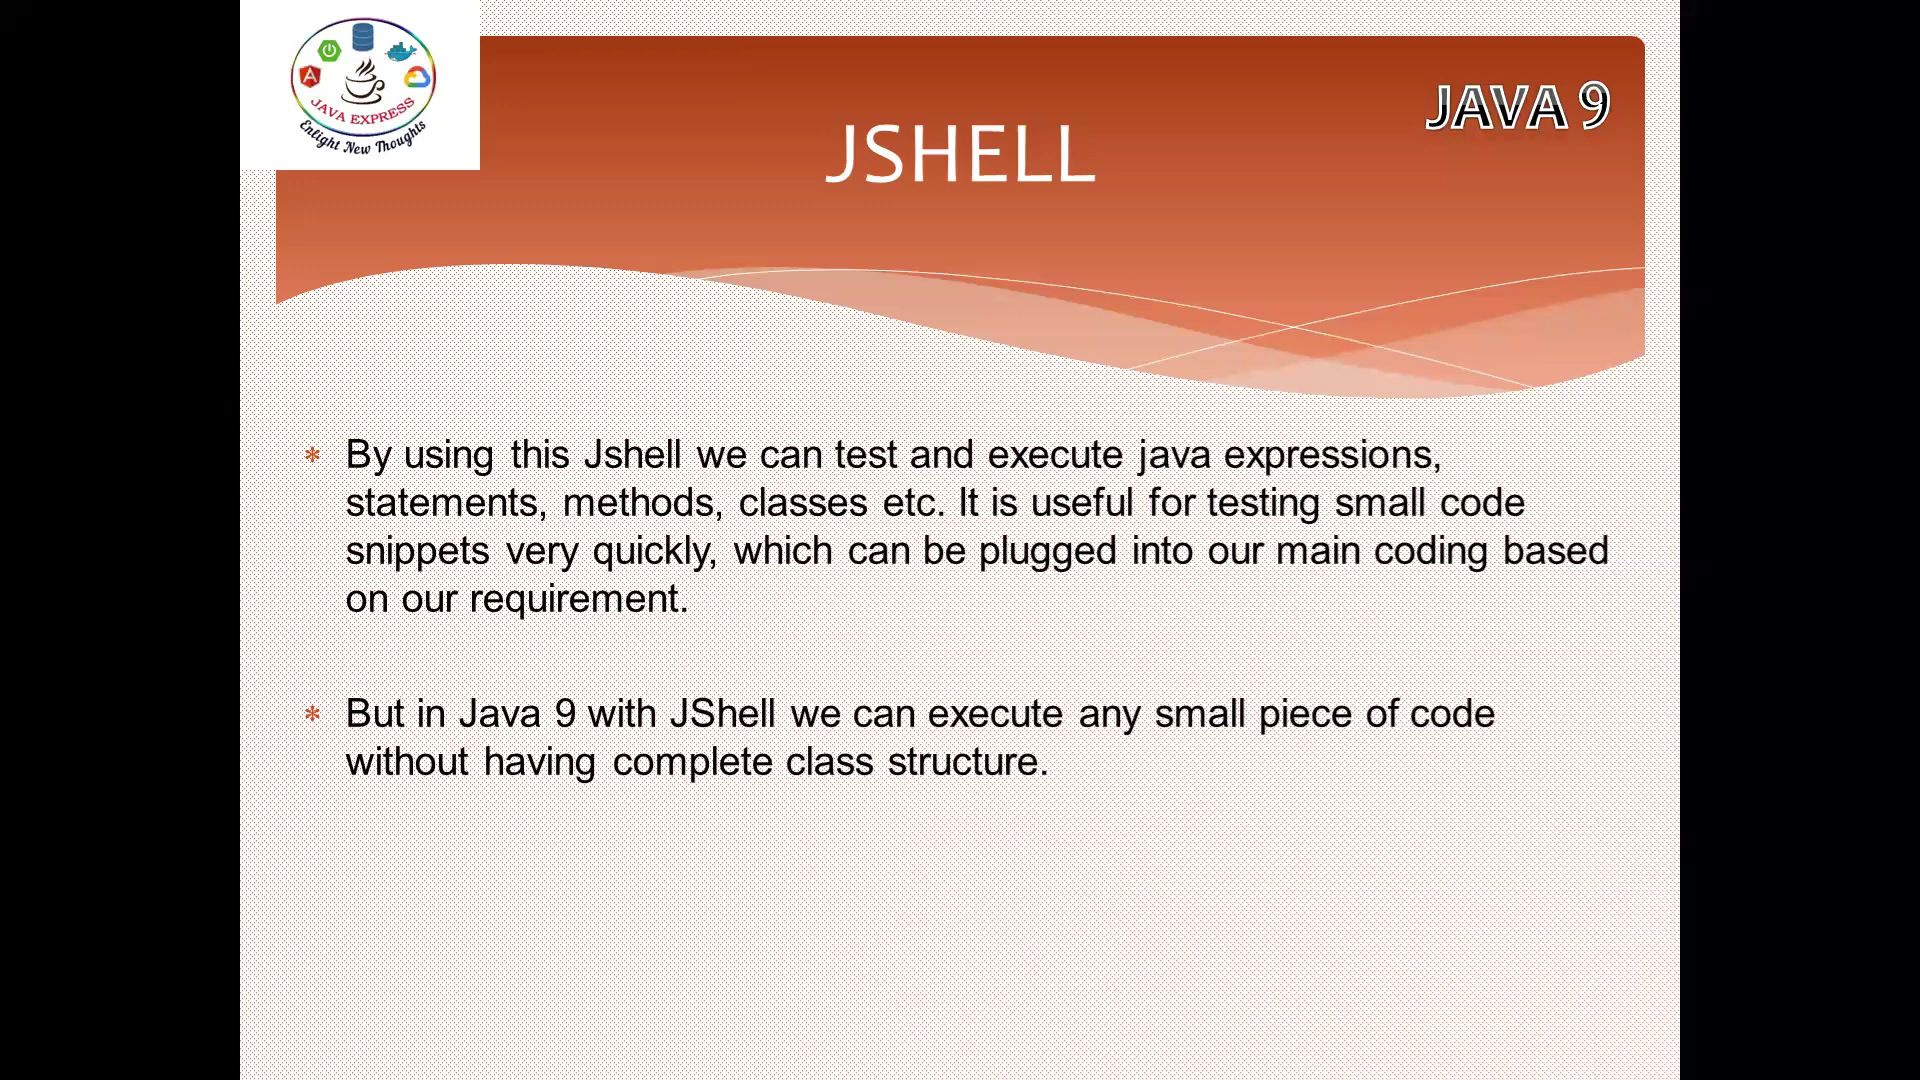 JAVA EXPRESS
Enlight New Thoughts
JAVA 9
JSHELL
By using this Jshell we can test and execute java expressions,
statements, methods, classes etc. It is useful for testing small code
snippets very quickly, which can be plugged into our main coding based
on our requirement.
But in Java 9 with JShell we can execute any small piece of code
without having complete class structure.